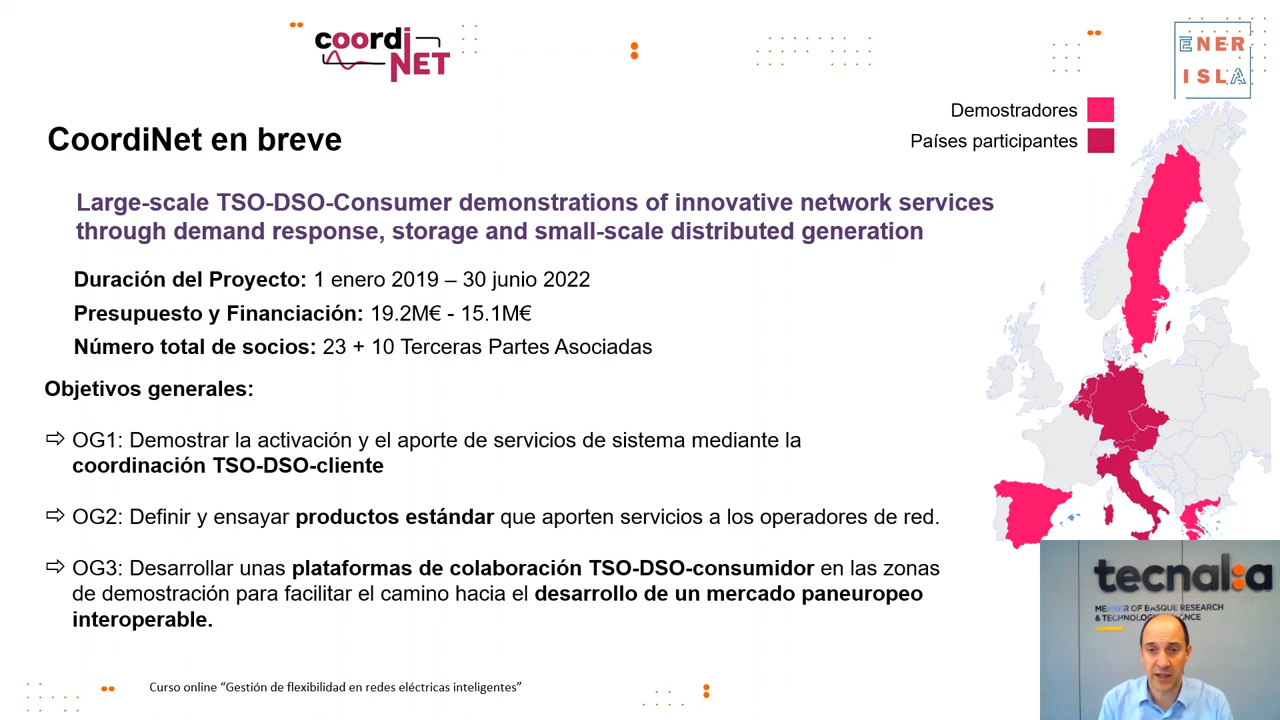 coordi
NET
ENER
ISLA
Demostradores
Países participantes
CoordiNet en breve
Large-scale TSO-DSO-Consumer demonstrations of innovative network services
through demand response, storage and small-scale distributed generation
Duración del Proyecto: 1 enero 2019 – 30 junio 2022
Presupuesto y Financiación: 19.2M€ - 15.1M€
Número total de socios: 23 + 10 Terceras Partes Asociadas
Objetivos generales:
⇨ OG1: Demostrar la activación y el aporte de servicios de sistema mediante la
coordinación TSO-DSO-cliente
⇨ OG2: Definir y ensayar productos estándar que aporten servicios a los operadores de red.
⇨ OG3: Desarrollar unas plataformas de colaboración TSO-DSO-consumidor en las zonas
de demostración para facilitar el camino hacia el desarrollo de un mercado paneuropeo
interoperable.
tecnalia
MEMBER OF BASQUE RESEARCH
& TECHNOLOGY
Curso online “Gestión de flexibilidad en redes eléctricas inteligentes”